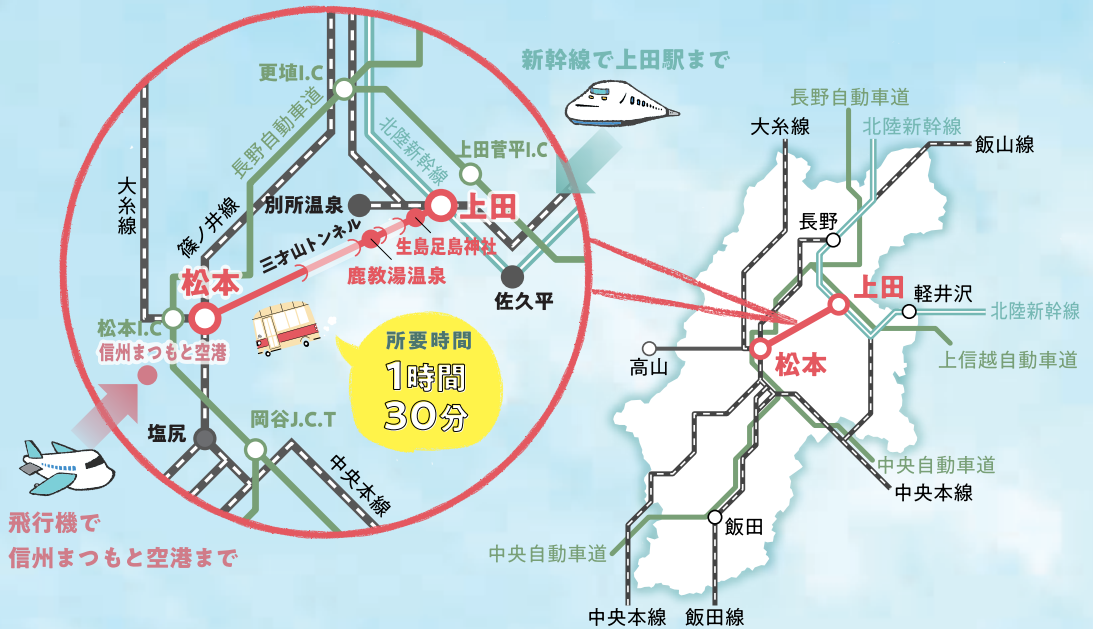 新幹線で上田駅まで
更埴I.C
長野自動車道
北陸新幹線
上田菅平I.C
大糸線
篠ノ井線
別所温泉
上田
三才山トンネル
生島足島神社
鹿教湯温泉
佐久平
松本
松本I.C
信州まつもと空港
所要時間
1時間
30分
岡谷J.C.T
塩尻
中央本線
飛行機で
信州まつもと空港まで
長野自動車道
大糸線
北陸新幹線
飯山線
長野
上田
軽井沢
北陸新幹線
上信越自動車道
高山
松本
中央自動車道
中央本線
飯田
中央自動車道
中央本線
飯田線